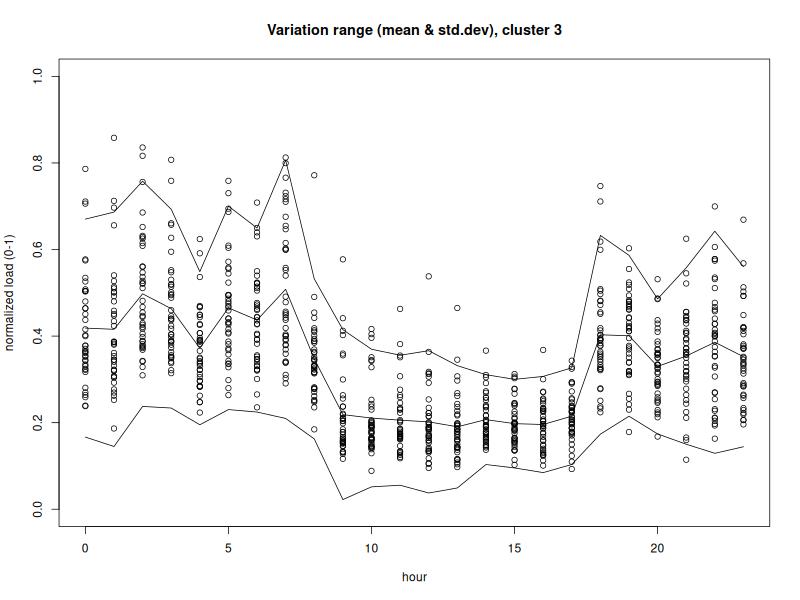 Variation range (mean & std.dev), cluster 3
normalized load (0-1)
1.0
0.8
0.6
0.4
0.2
0.0
0 5 10 15 20
hour